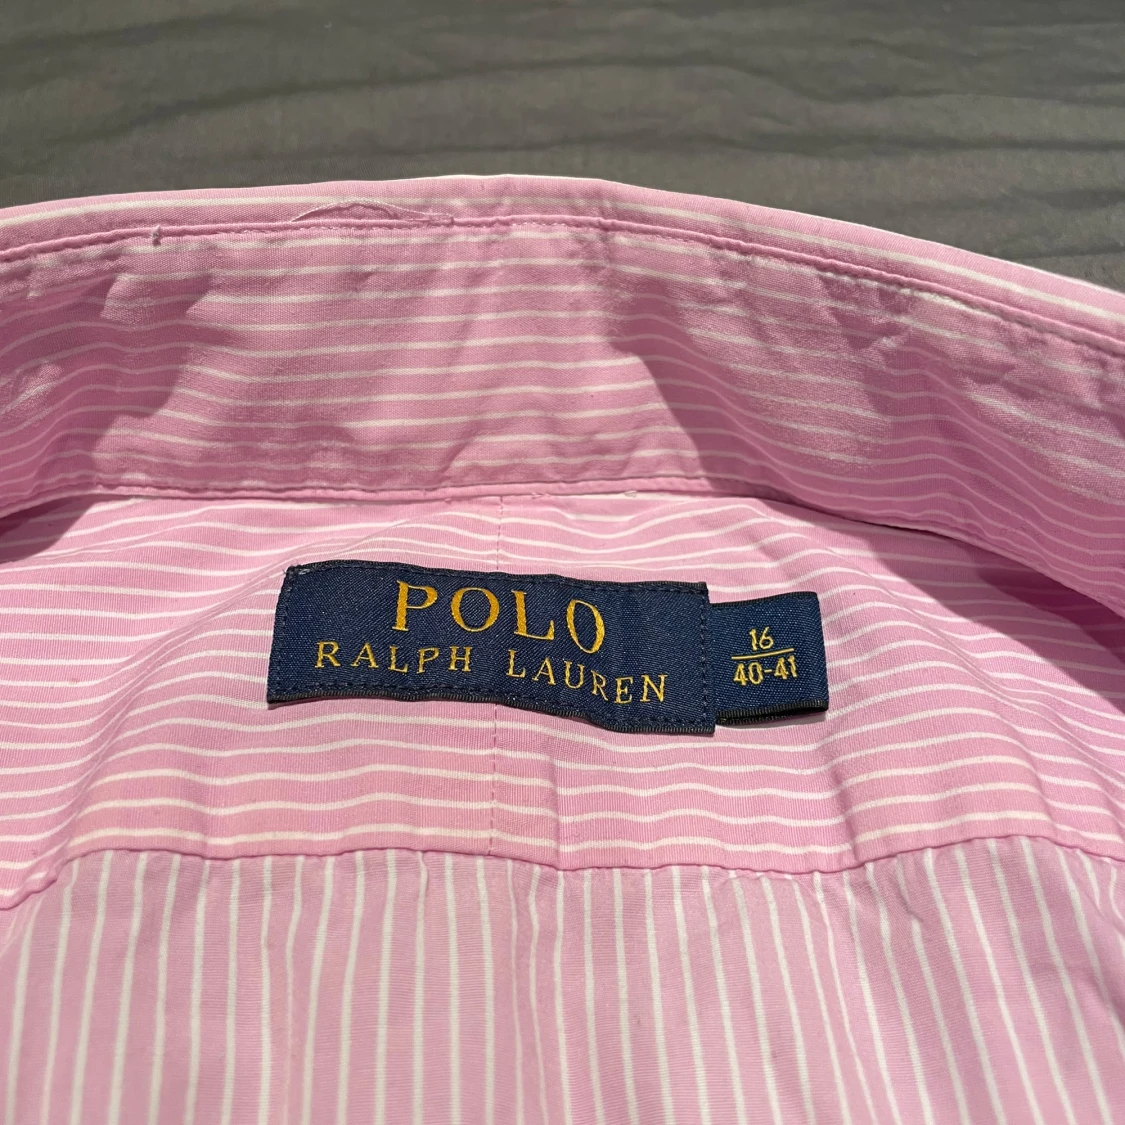 POLO
RALPH LAUREN
16
40-41